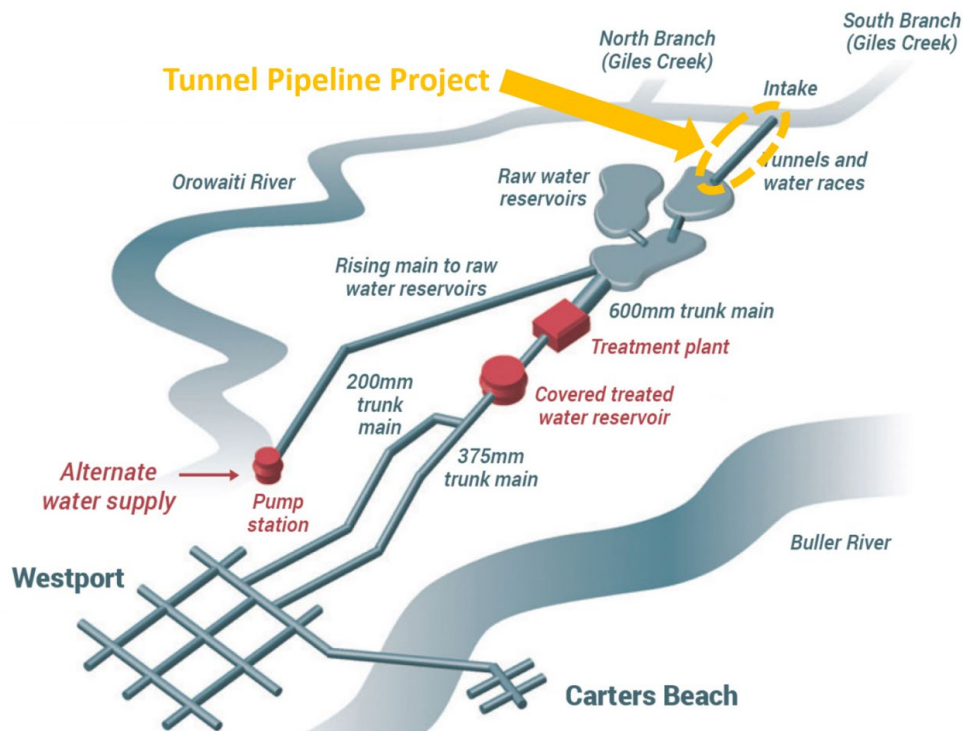 South Branch
(Giles Creek)
North Branch
(Giles Creek)
Tunnel Pipeline Project
Intake
Tunnels and
water races
Raw water
reservoirs
Orowaiti River
Rising main to raw
water reservoirs
600mm trunk main
Treatment plant
200mm
trunk
main
Covered treated
water reservoir
375mm
trunk main
Alternate
water supply
Pump
station
Buller River
Westport
Carters Beach